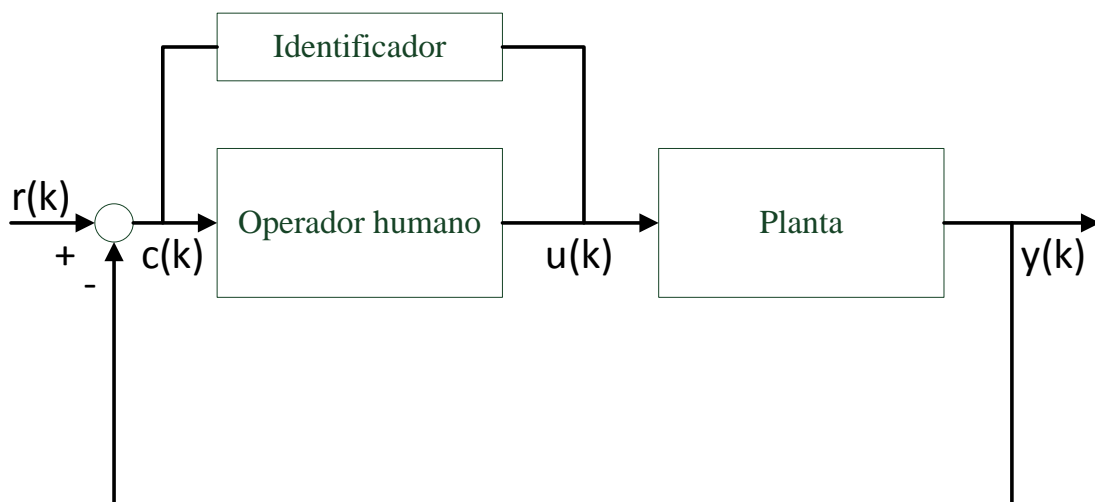 Identificador
r(k)
Operador humano
Planta
+
c(k)
u(k)
y(k)
-